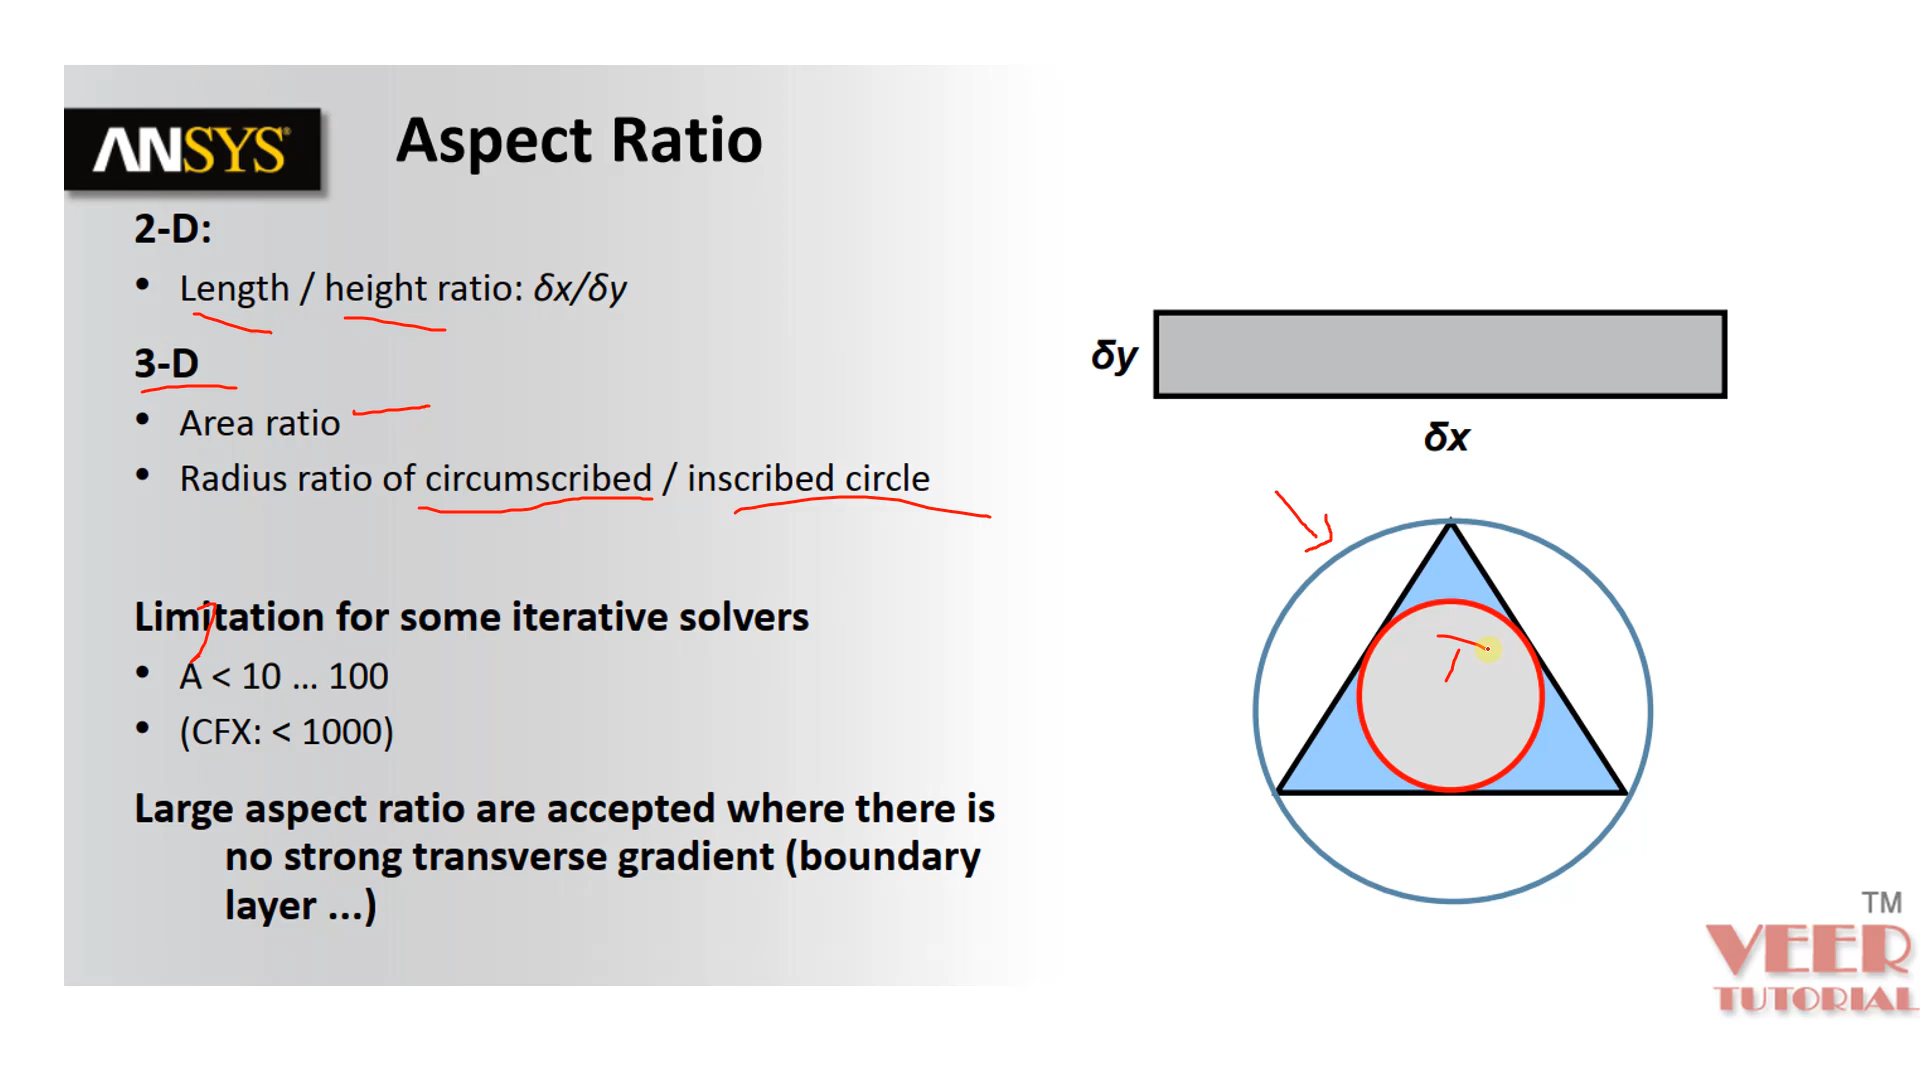 ANSYS®
Aspect Ratio
2-D:
• Length / height ratio: δx/δy
3-D
• Area ratio
• Radius ratio of circumscribed / inscribed circle
Limitation for some iterative solvers
• A < 10 ... 100
• (CFX: < 1000)
Large aspect ratio are accepted where there is
no strong transverse gradient (boundary
layer ...)
δy
δx
TM
VEER
TUTORIAL